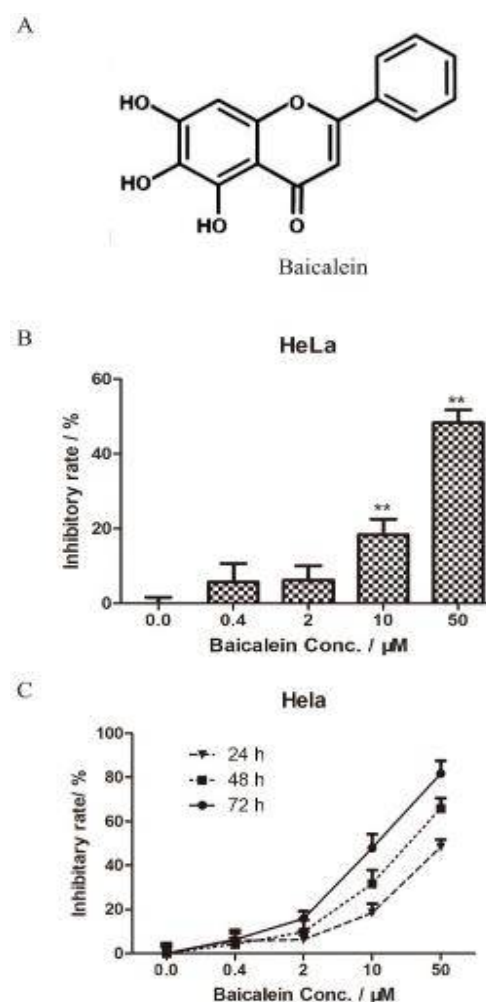 A
HO
O
HO
HO
O
Baicalein
B
HeLa
Inhibitory rate / %
60
40
20
0
**
**
0.0 0.4 2 10 50
Baicalein Conc. / µM
C
Hela
Inhibitary rate/ %
100
80
60
40
20
0
24 h
48 h
72 h
0.0 0.4 2 10 50
Baicalein Conc. / µM